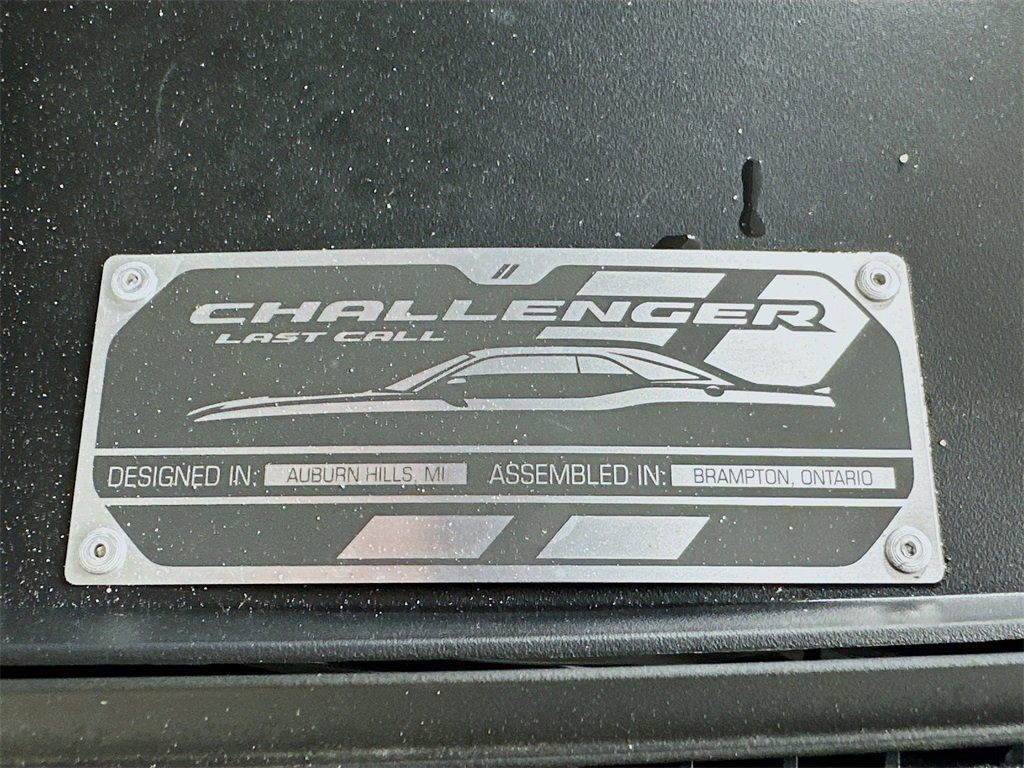 CHALLENGER
LAST CALL
DESIGNED IN: AUBURN HILLS, MI ASSEMBLED IN: BRAMPTON, ONTARIO